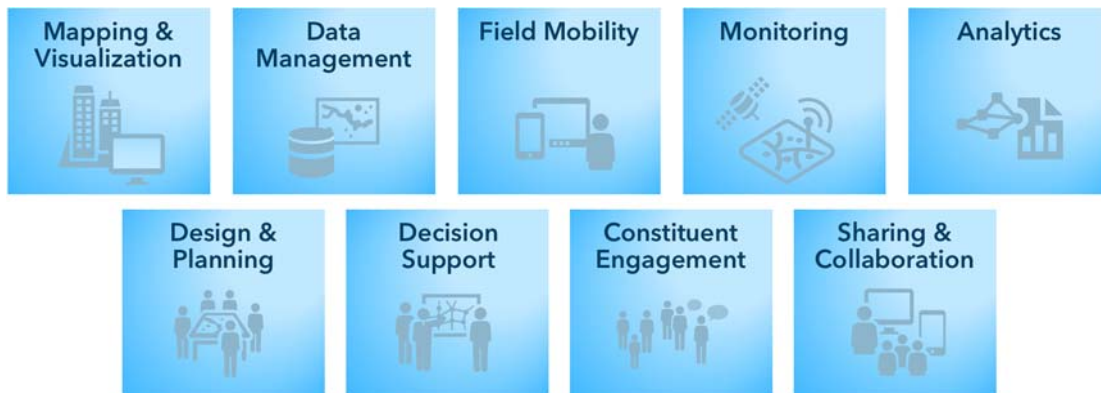 Mapping &
Visualization
Data
Management
Field Mobility
Monitoring
Analytics
Design &
Planning
Decision
Support
Constituent
Engagement
Sharing &
Collaboration